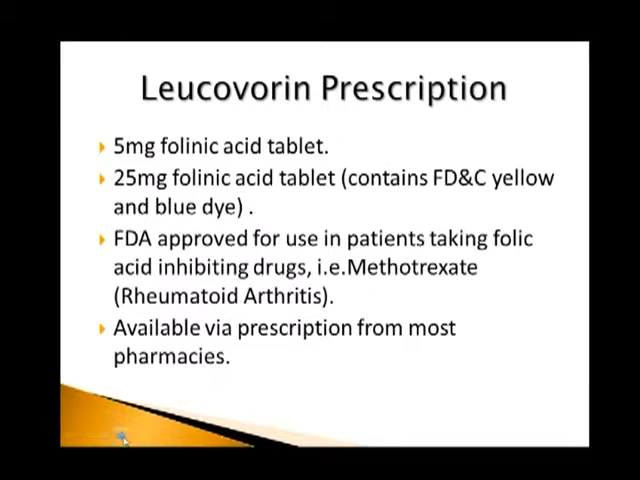 Leucovorin Prescription
5mg folinic acid tablet.
25mg folinic acid tablet (contains FD&C yellow
and blue dye) .
FDA approved for use in patients taking folic
acid inhibiting drugs, i.e.Methotrexate
(Rheumatoid Arthritis).
Available via prescription from most
pharmacies.